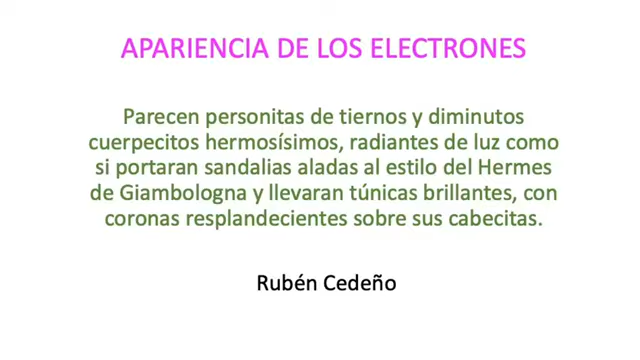 APARIENCIA DE LOS ELECTRONES
Parecen personitas de tiernos y diminutos
cuerpecitos hermosísimos, radiantes de luz como
si portaran sandalias aladas al estilo del Hermes
de Giambologna y llevaran túnicas brillantes, con
coronas resplandecientes sobre sus cabecitas.
Rubén Cedeño